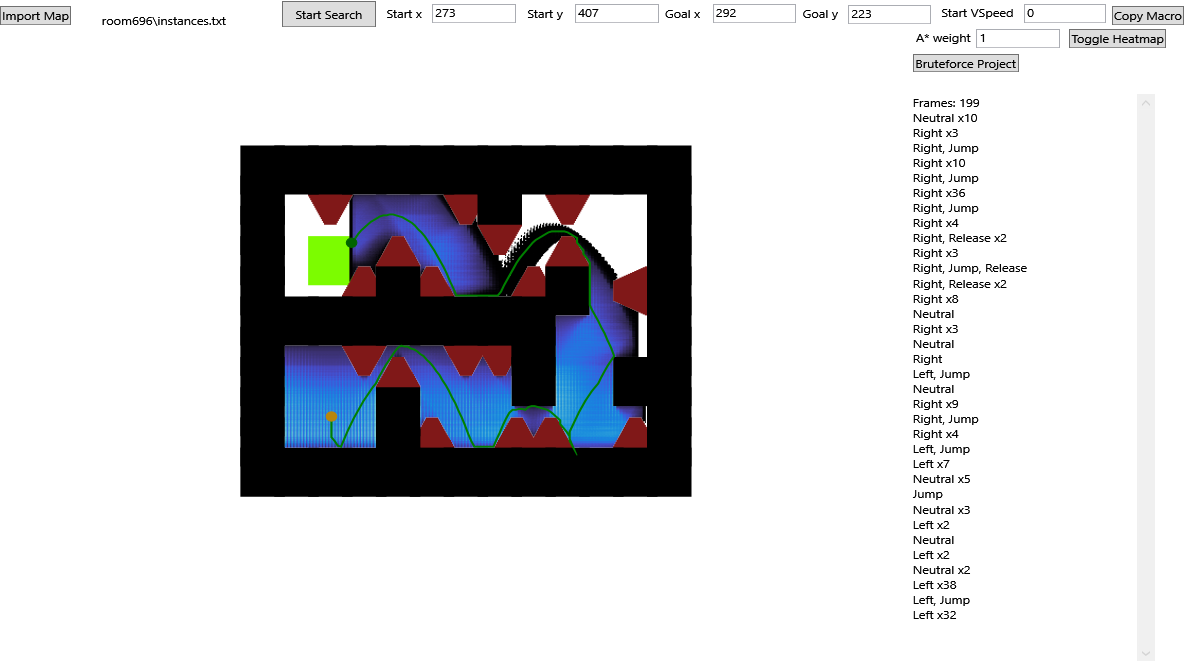 Import Map
room696\instances.txt
Start Search
Start x 273
Start y 407
Goal x 292
Goal y 223
Start VSpeed 0
Copy Macro
A* weight 1
Toggle Heatmap
Bruteforce Project
Frames: 199
Neutral x10
Right x3
Right, Jump
Right x10
Right, Jump
Right x36
Right, Jump
Right x4
Right, Release x2
Right x3
Right, Jump, Release
Right, Release x2
Right x8
Neutral
Right x3
Neutral
Right
Left, Jump
Neutral
Right x9
Right, Jump
Right x4
Left, Jump
Left x7
Neutral x5
Jump
Neutral x3
Left x2
Neutral
Left x2
Neutral x2
Left x38
Left, Jump
Left x32